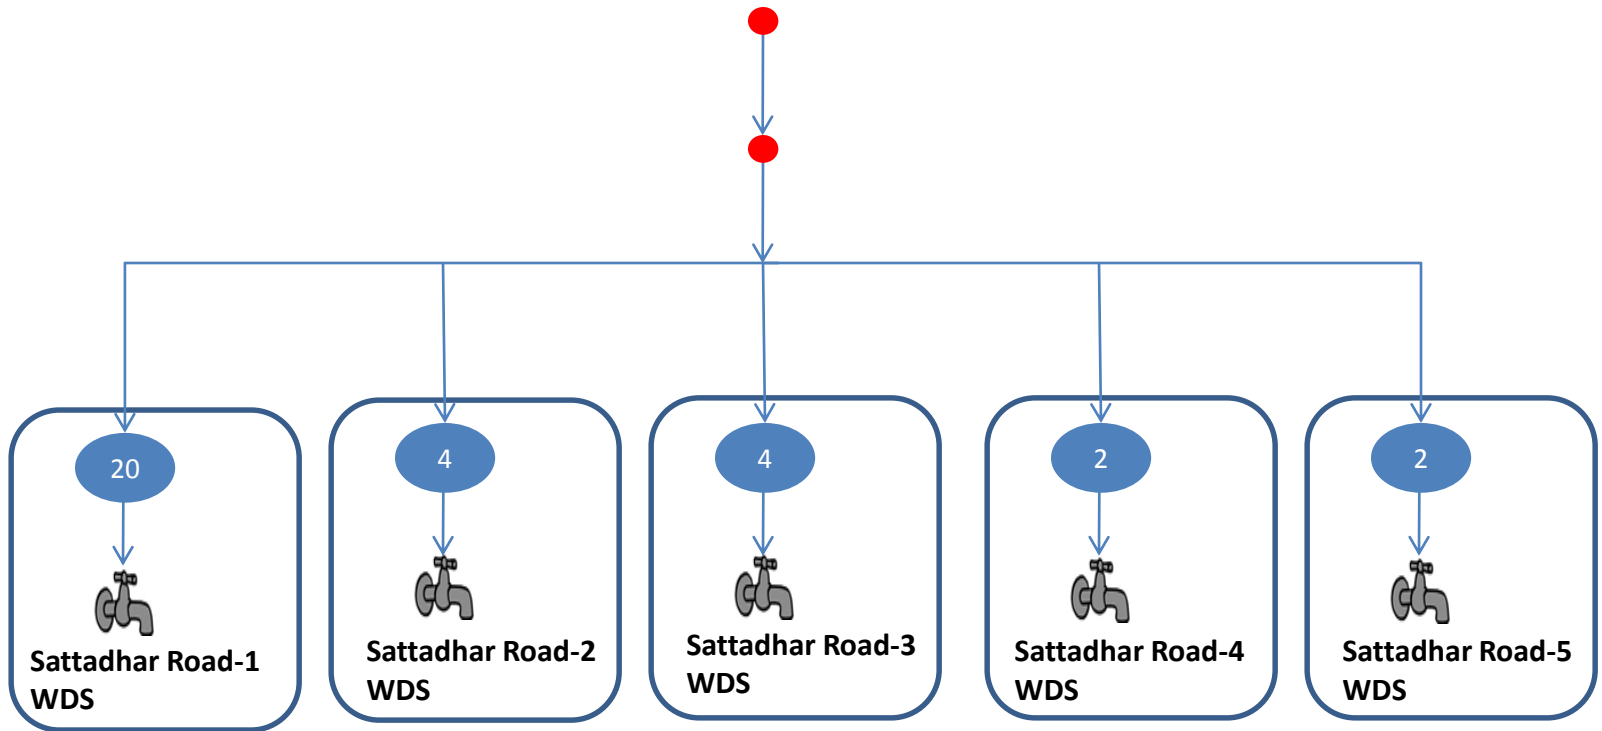 20
4
4
2
2
Sattadhar Road-1
WDS
Sattadhar Road-2
WDS
Sattadhar Road-3
WDS
Sattadhar Road-4
WDS
Sattadhar Road-5
WDS